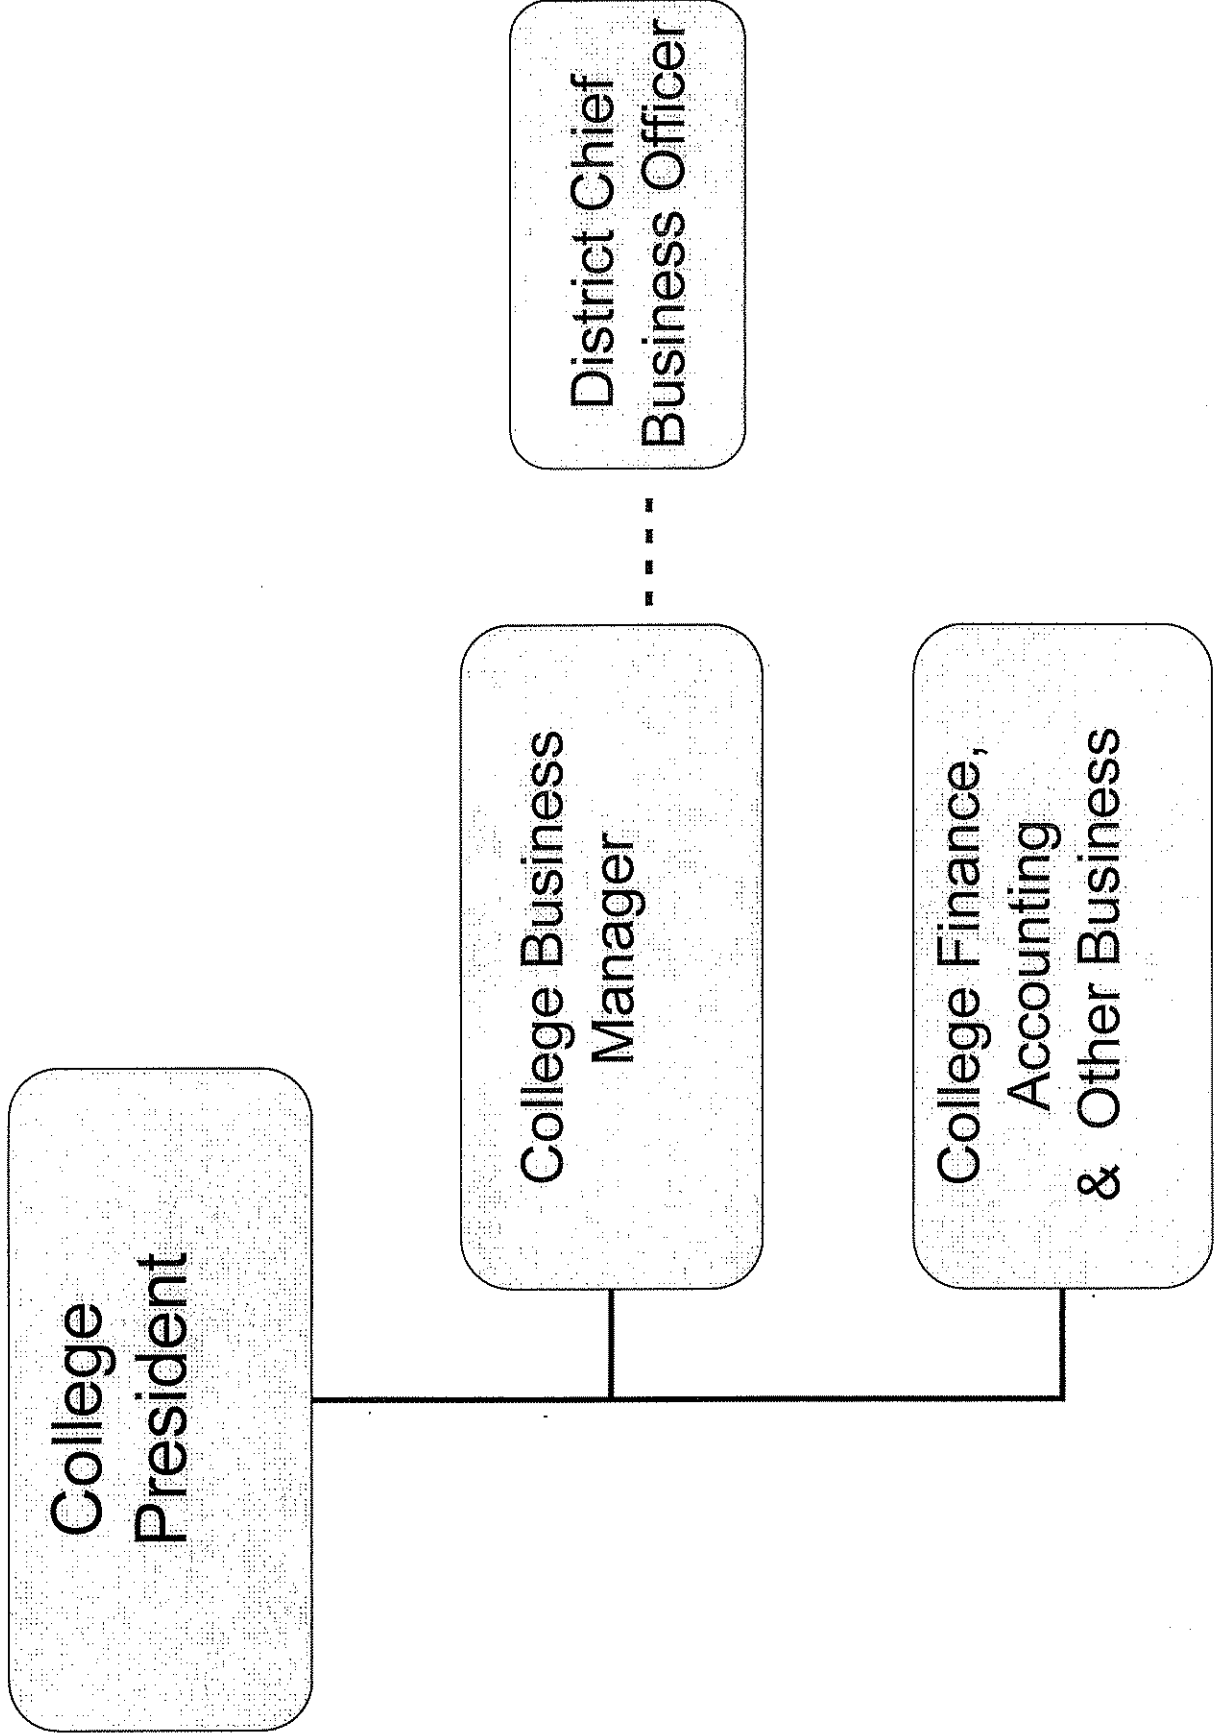 College
President
College Business
Manager
District Chief
Business Officer
College Finance,
Accounting
& Other Business